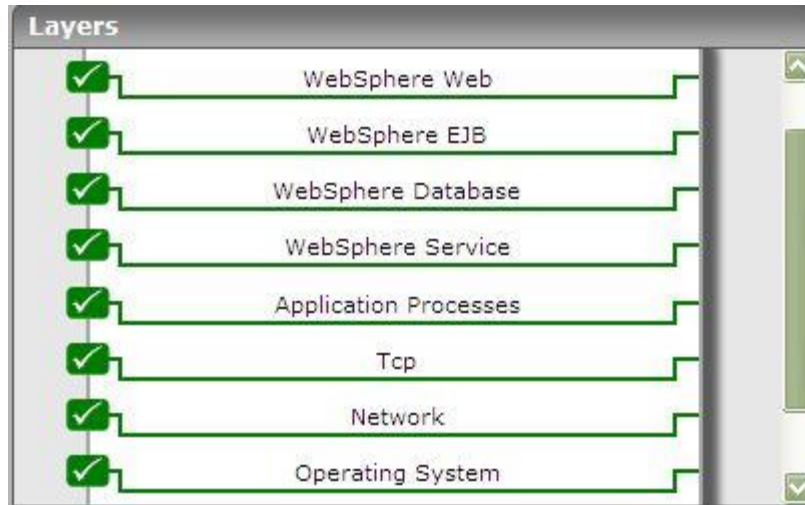 Layers
WebSphere Web
WebSphere EJB
WebSphere Database
WebSphere Service
Application Processes
Tcp
Network
Operating System